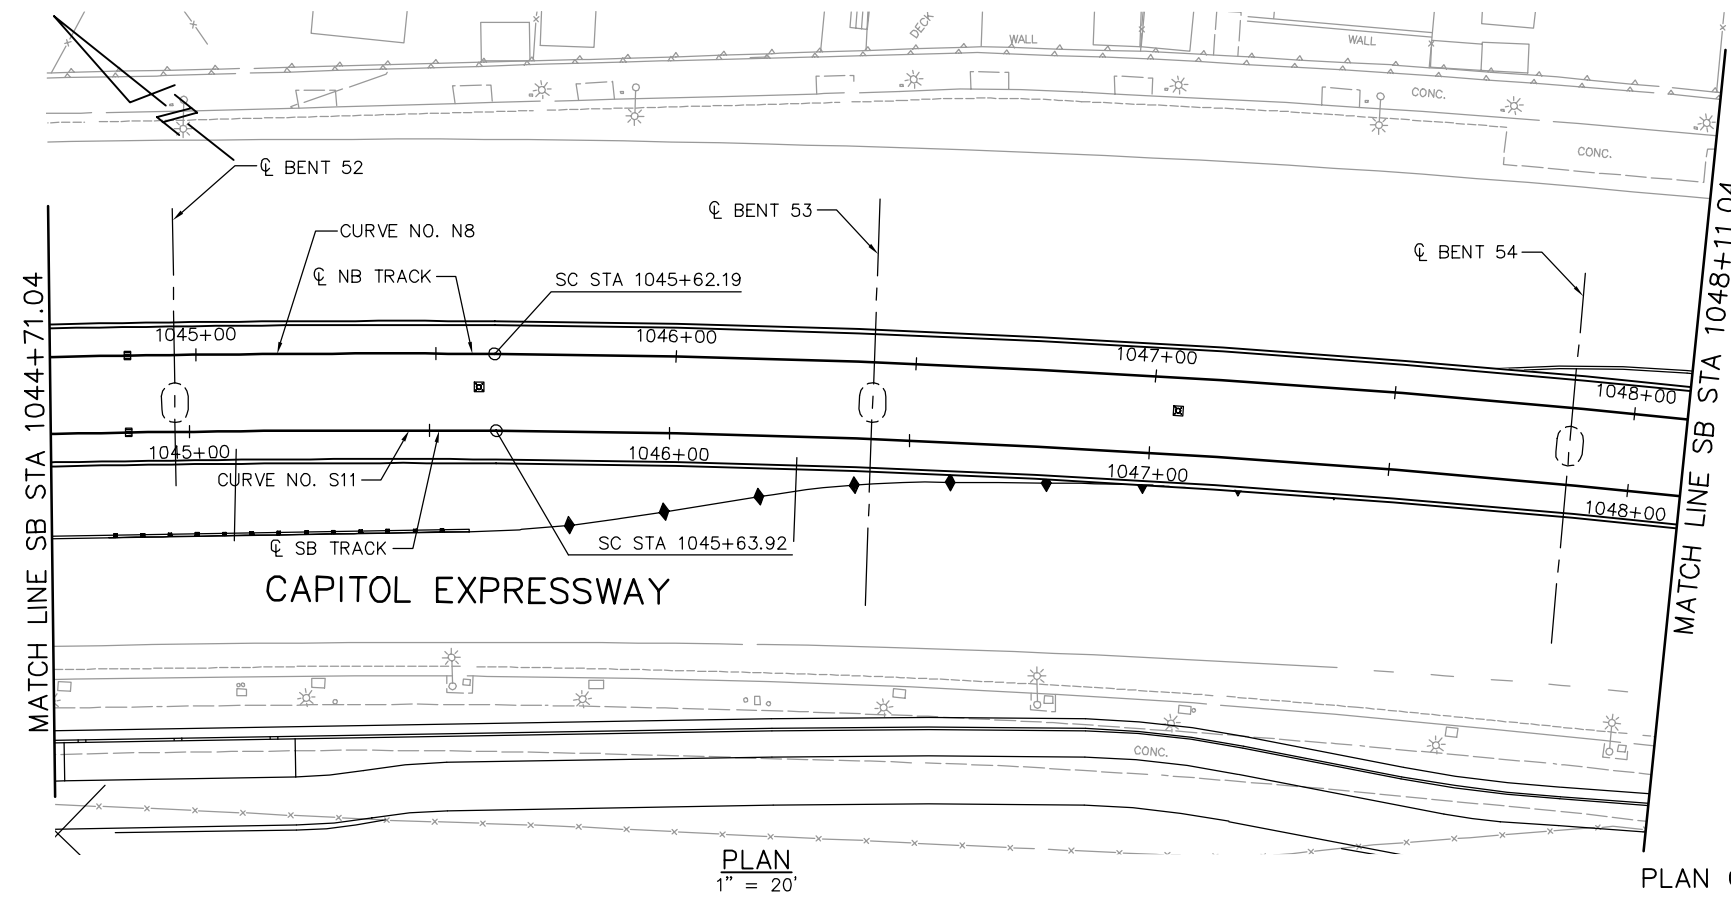 DECK
WALL
WALL
CONC.
CONC.
℄ BENT 52
℄ BENT 53
℄ BENT 54
CURVE NO. N8
℄ NB TRACK
SC STA 1045+62.19
MATCH LINE SB STA 1044+71.04
MATCH LINE SB STA 1048+11.04
1045+00
1046+00
1047+00
1048+00
1045+00
1046+00
1047+00
1048+00
CURVE NO. S11
℄ SB TRACK
SC STA 1045+63.92
CAPITOL EXPRESSWAY
CONC.
PLAN
1" = 20'
PLAN